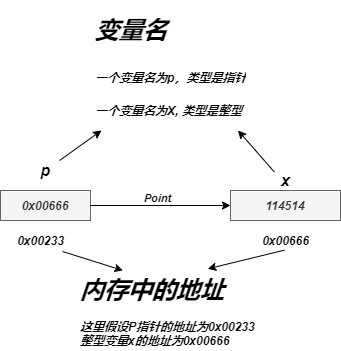 变量名
一个变量名为p，类型是指针
一个变量名为X, 类型是整型
p
x
0x00666
Point
114514
0x00233
0x00666
内存中的地址
这里假设P指针的地址为0x00233
整型变量x的地址为0x00666